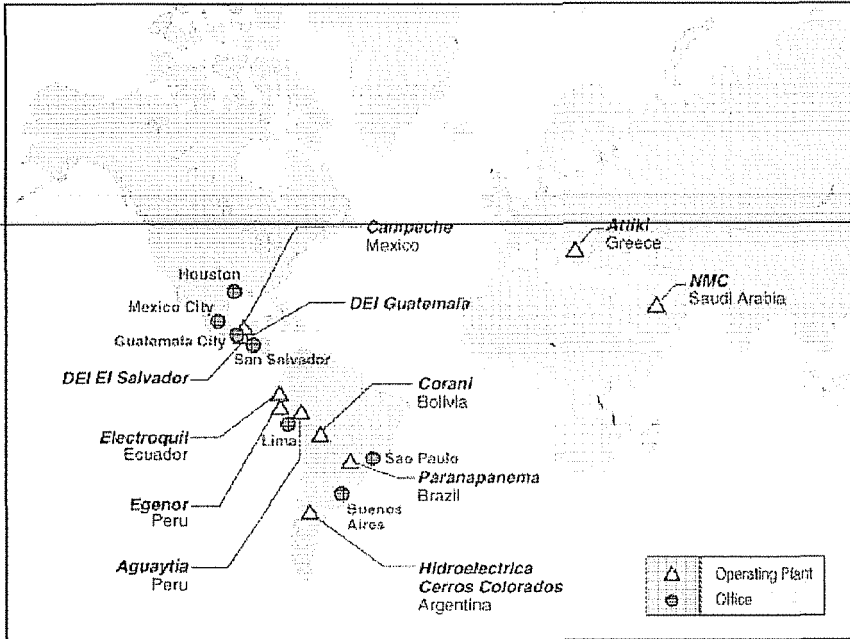 Campeche
Mexico
Attiki
Greece
Houston
NMC
Saudi Arabia
DEI Guatemala
Mexico City
Guatemala City
San Salvador
DEI El Salvador
Corani
Bolivia
Electroquil
Ecuador
Lima
Sao Paulo
Paranapanema
Brazil
Egenor
Peru
Buenos
Aires
Aguaytia
Peru
Hidroelectrica
Cerros Colorados
Argentina
Operating Plant
Office